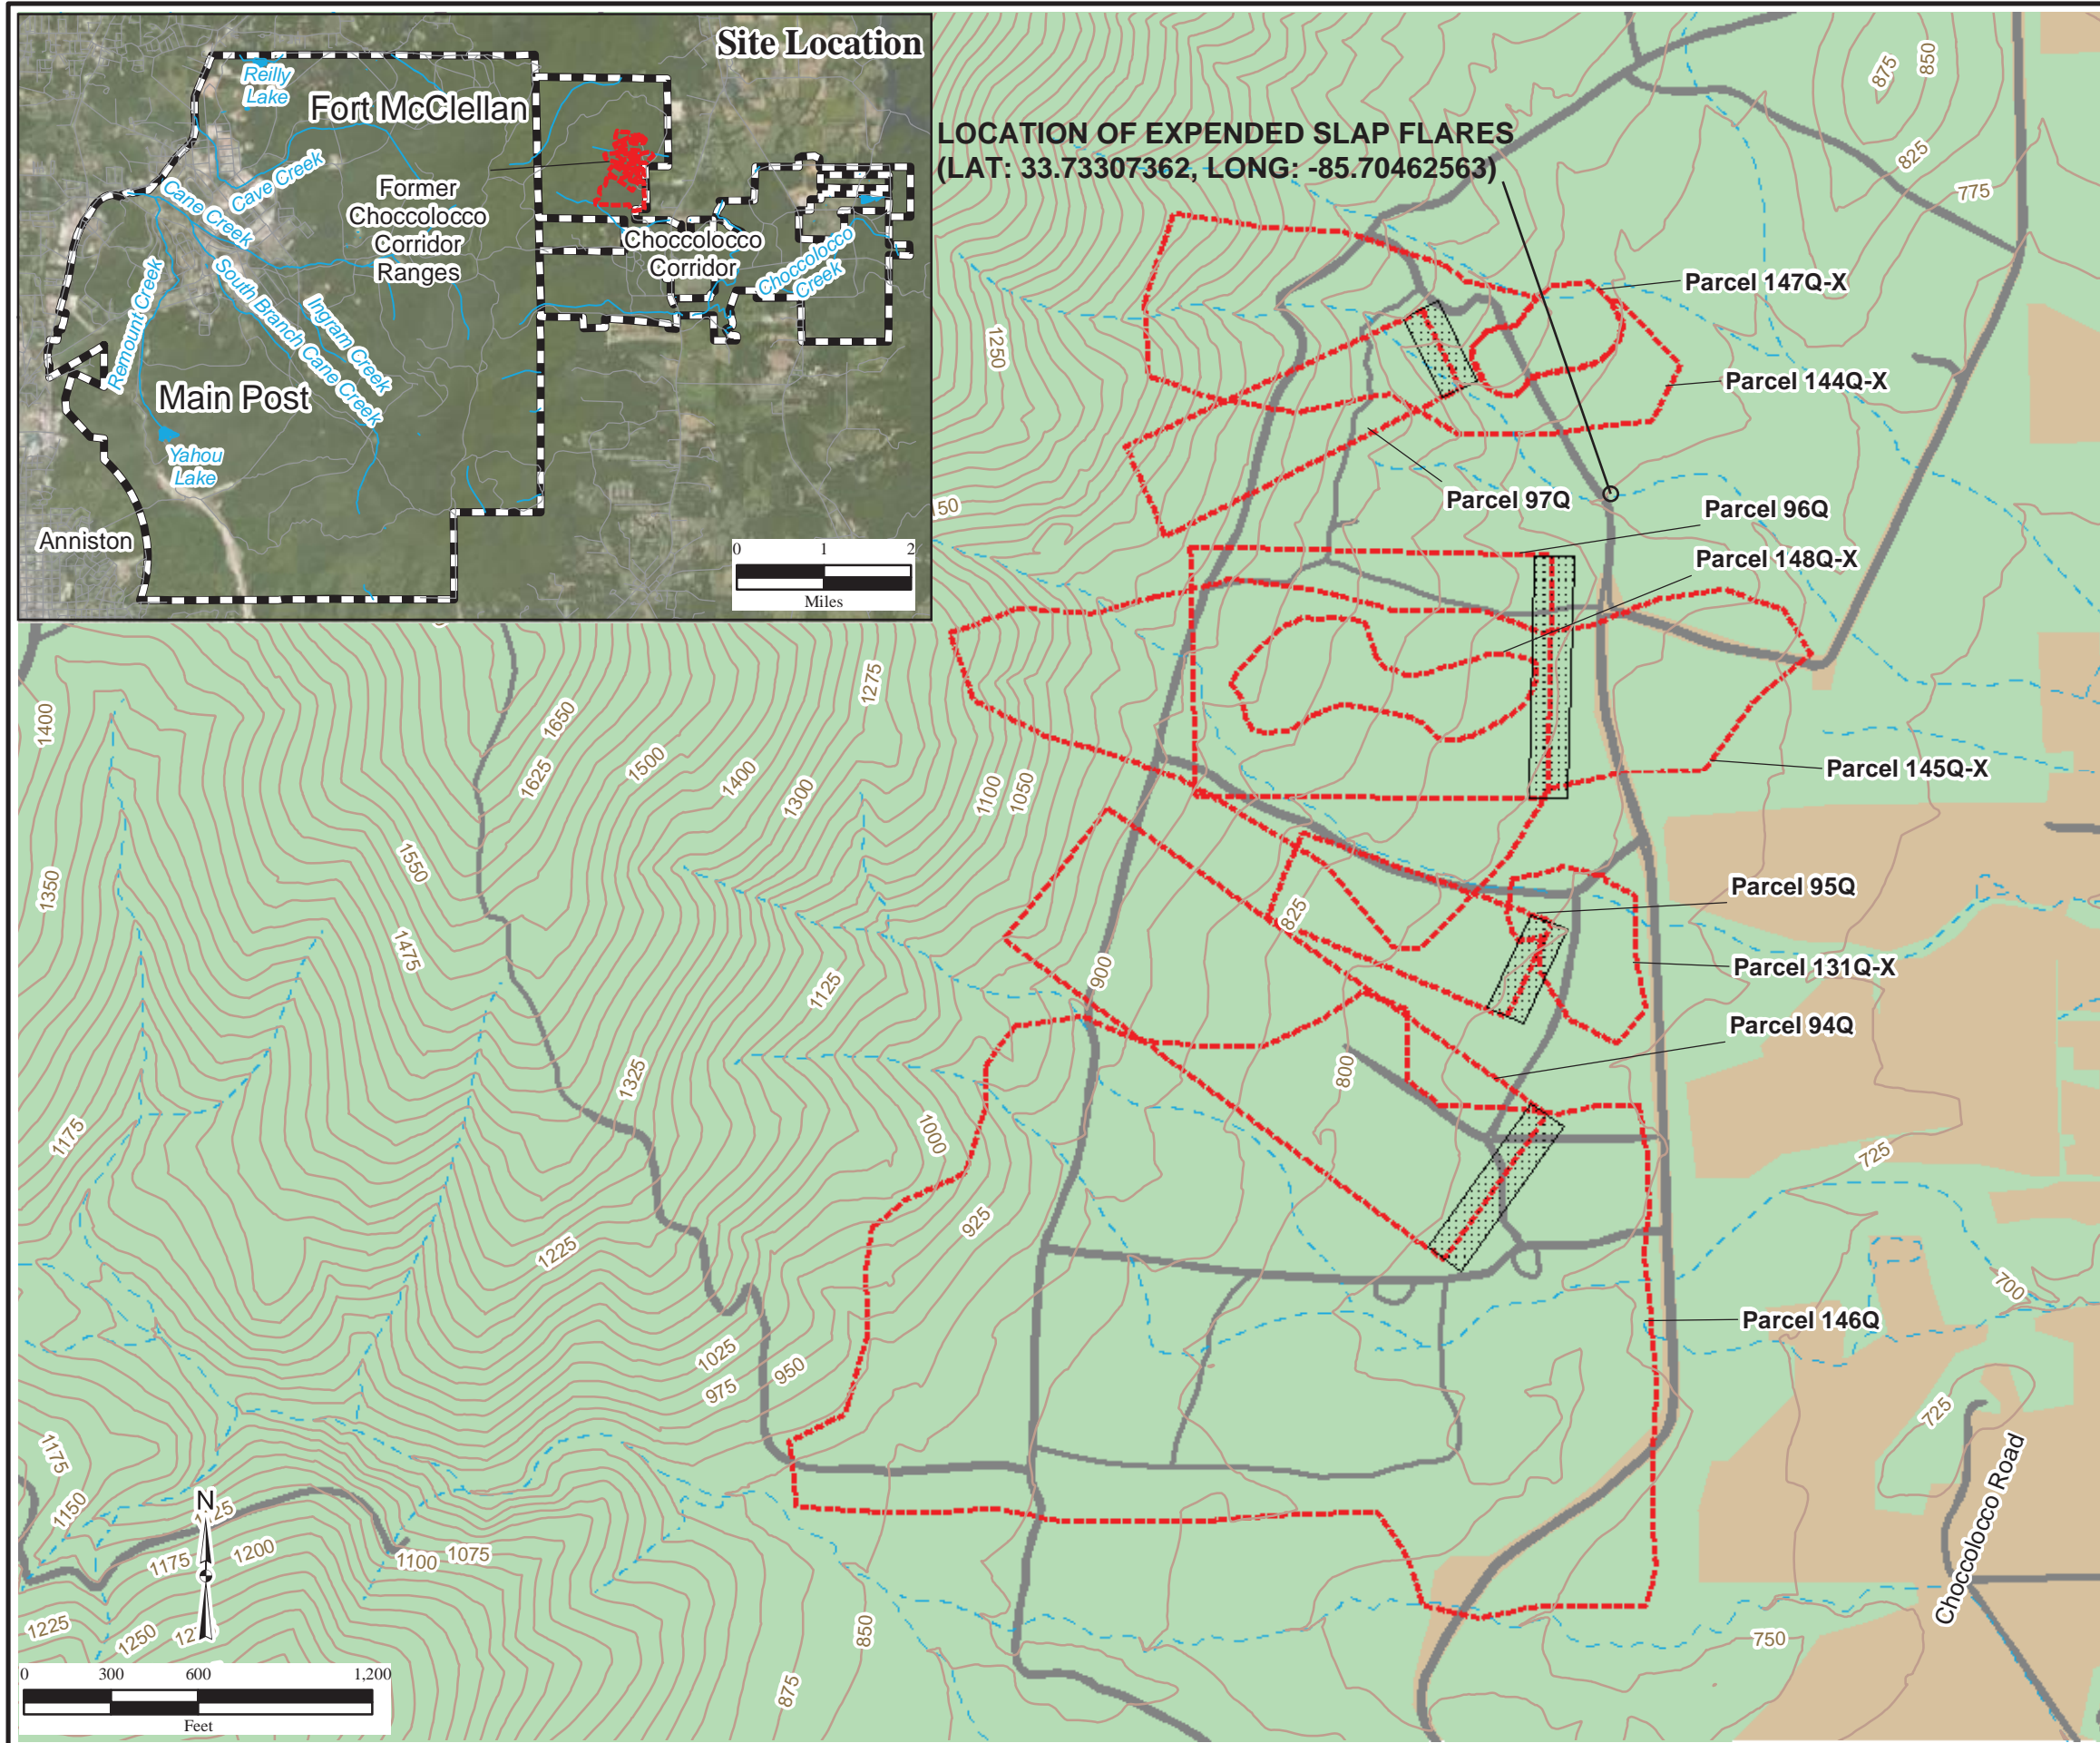 Site Location
Reilly
Lake
Fort McClellan
Cane Creek
Cave Creek
Former
Choccolocco
Corridor
Ranges
Choccolocco
Corridor
Choccolocco
Creek
Remount Creek
South Branch Cane Creek
Ingram Creek
Main Post
Yahou
Lake
Anniston
0 1 2
Miles
LOCATION OF EXPENDED SLAP FLARES
(LAT: 33.73307362, LONG: -85.70462563)
875
850
825
775
Parcel 147Q-X
1250
Parcel 144Q-X
Parcel 97Q
Parcel 96Q
Parcel 148Q-X
1400
1650
1625
1500
1400
1300
1275
1100
1050
Parcel 145Q-X
1350
1550
1475
1125
900
825
Parcel 95Q
Parcel 131Q-X
Parcel 94Q
1325
1175
1000
800
725
925
1225
700
Parcel 146Q
1025
975
950
725
1175
1150
N
1175
1200
1100
1075
1225
1250
850
875
750
Choccolocco Road
0 300 600 1,200
Feet